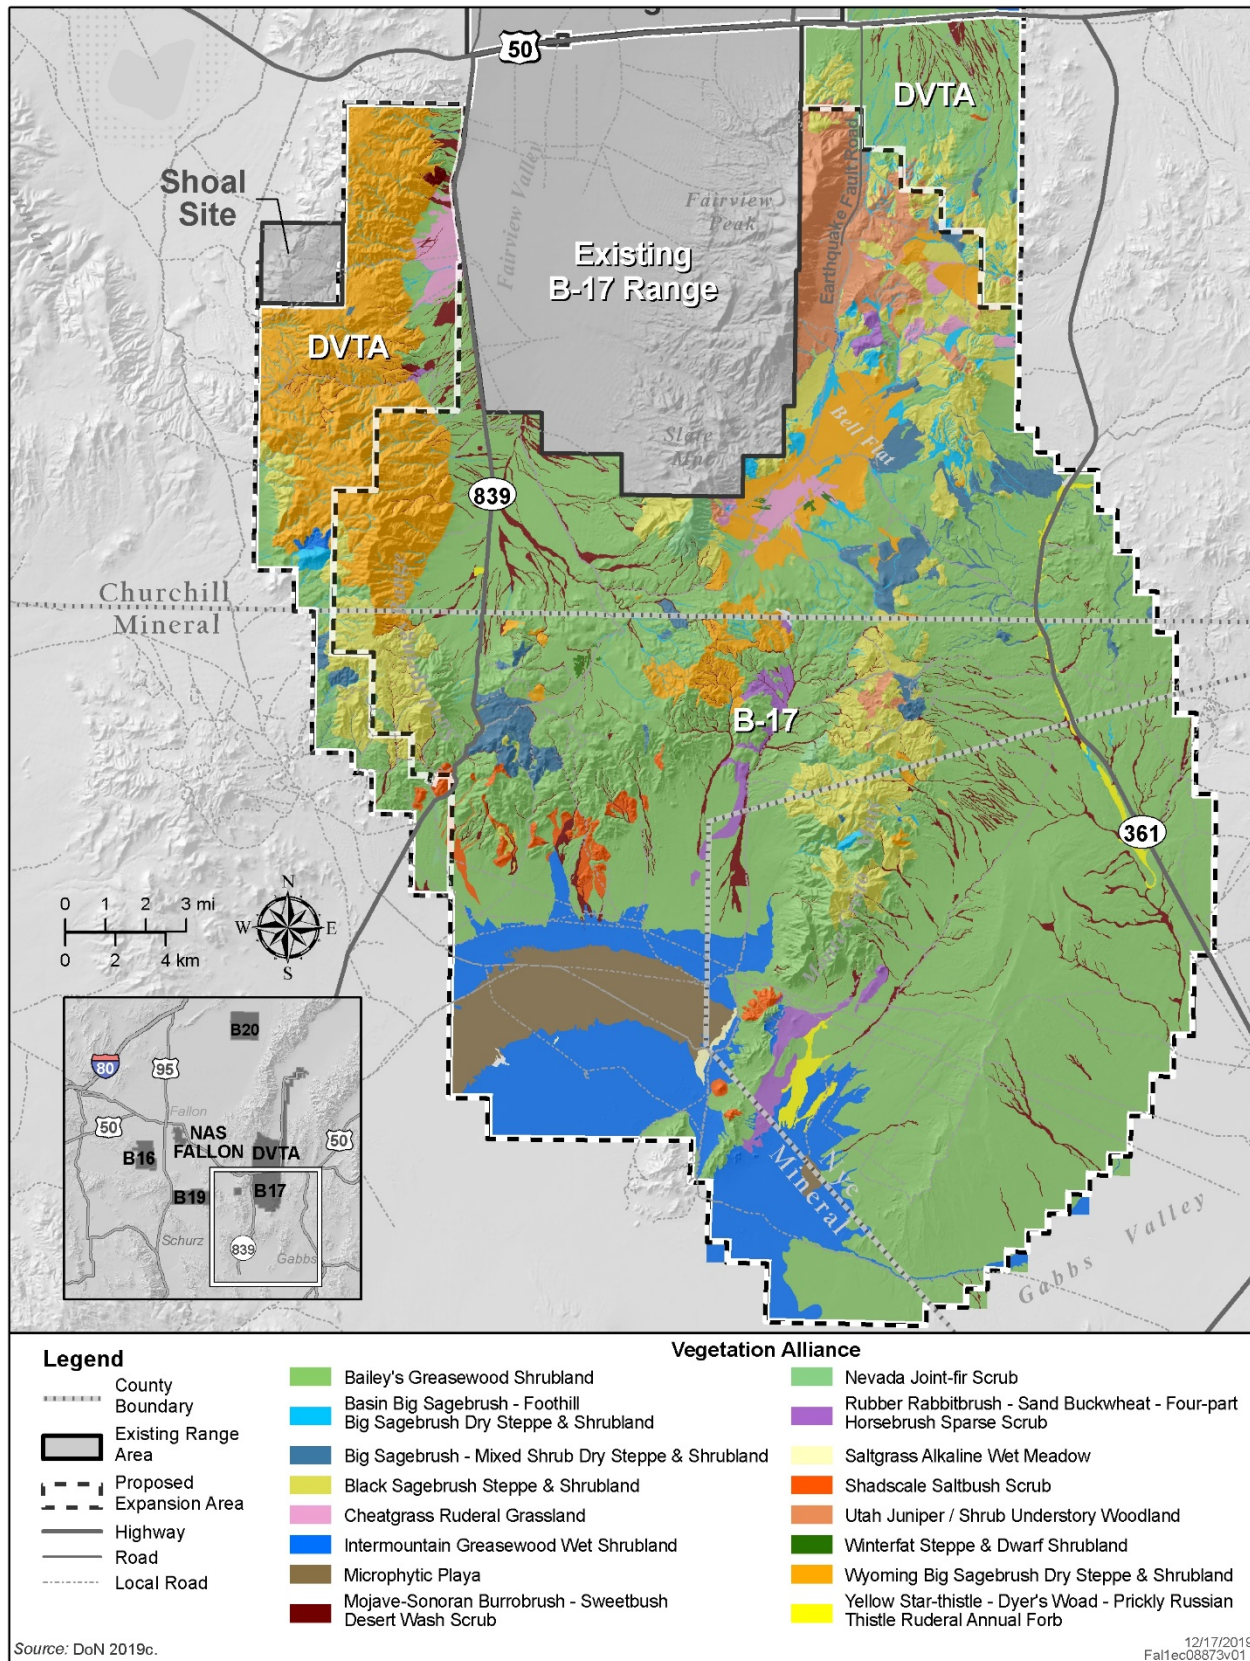 50
DVTA
Shoal
Site
Fairview Valley
Fairview
Peak
Earthquake Fault Road
Existing
B-17 Range
DVTA
Slate
Mtn
Bell Flat
839
Churchill
Mineral
B-17
361
0 1 2 3 mi
0 2 4 km
N
W E
S
Nye
Mineral
Gabbs Valley
B20
80
95
Fallon
50
NAS
FALLON
DVTA
50
B16
B19
B17
Schurz
839
Gabbs
Legend
County
Boundary
Existing Range
Area
Proposed
Expansion Area
Highway
Road
Local Road
Vegetation Alliance
Bailey's Greasewood Shrubland
Basin Big Sagebrush - Foothill
Big Sagebrush Dry Steppe & Shrubland
Big Sagebrush - Mixed Shrub Dry Steppe & Shrubland
Black Sagebrush Steppe & Shrubland
Cheatgrass Ruderal Grassland
Intermountain Greasewood Wet Shrubland
Microphytic Playa
Mojave-Sonoran Burrobrush - Sweetbush
Desert Wash Scrub
Nevada Joint-fir Scrub
Rubber Rabbitbrush - Sand Buckwheat - Four-part
Horsebrush Sparse Scrub
Saltgrass Alkaline Wet Meadow
Shadscale Saltbush Scrub
Utah Juniper / Shrub Understory Woodland
Winterfat Steppe & Dwarf Shrubland
Wyoming Big Sagebrush Dry Steppe & Shrubland
Yellow Star-thistle - Dyer's Woad - Prickly Russian
Thistle Ruderal Annual Forb
Source: DoN 2019c.
12/17/2019
Fal1ec08873v01